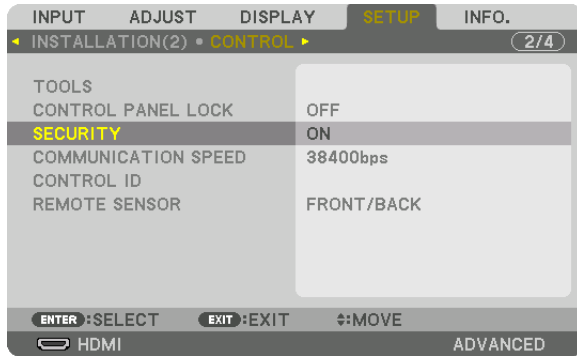 INPUT ADJUST DISPLAY SETUP INFO.
INSTALLATION(2) • CONTROL 2/4
TOOLS
CONTROL PANEL LOCK OFF
SECURITY ON
COMMUNICATION SPEED 38400bps
CONTROL ID
REMOTE SENSOR FRONT/BACK
ENTER :SELECT EXIT :EXIT :MOVE
HDMI ADVANCED